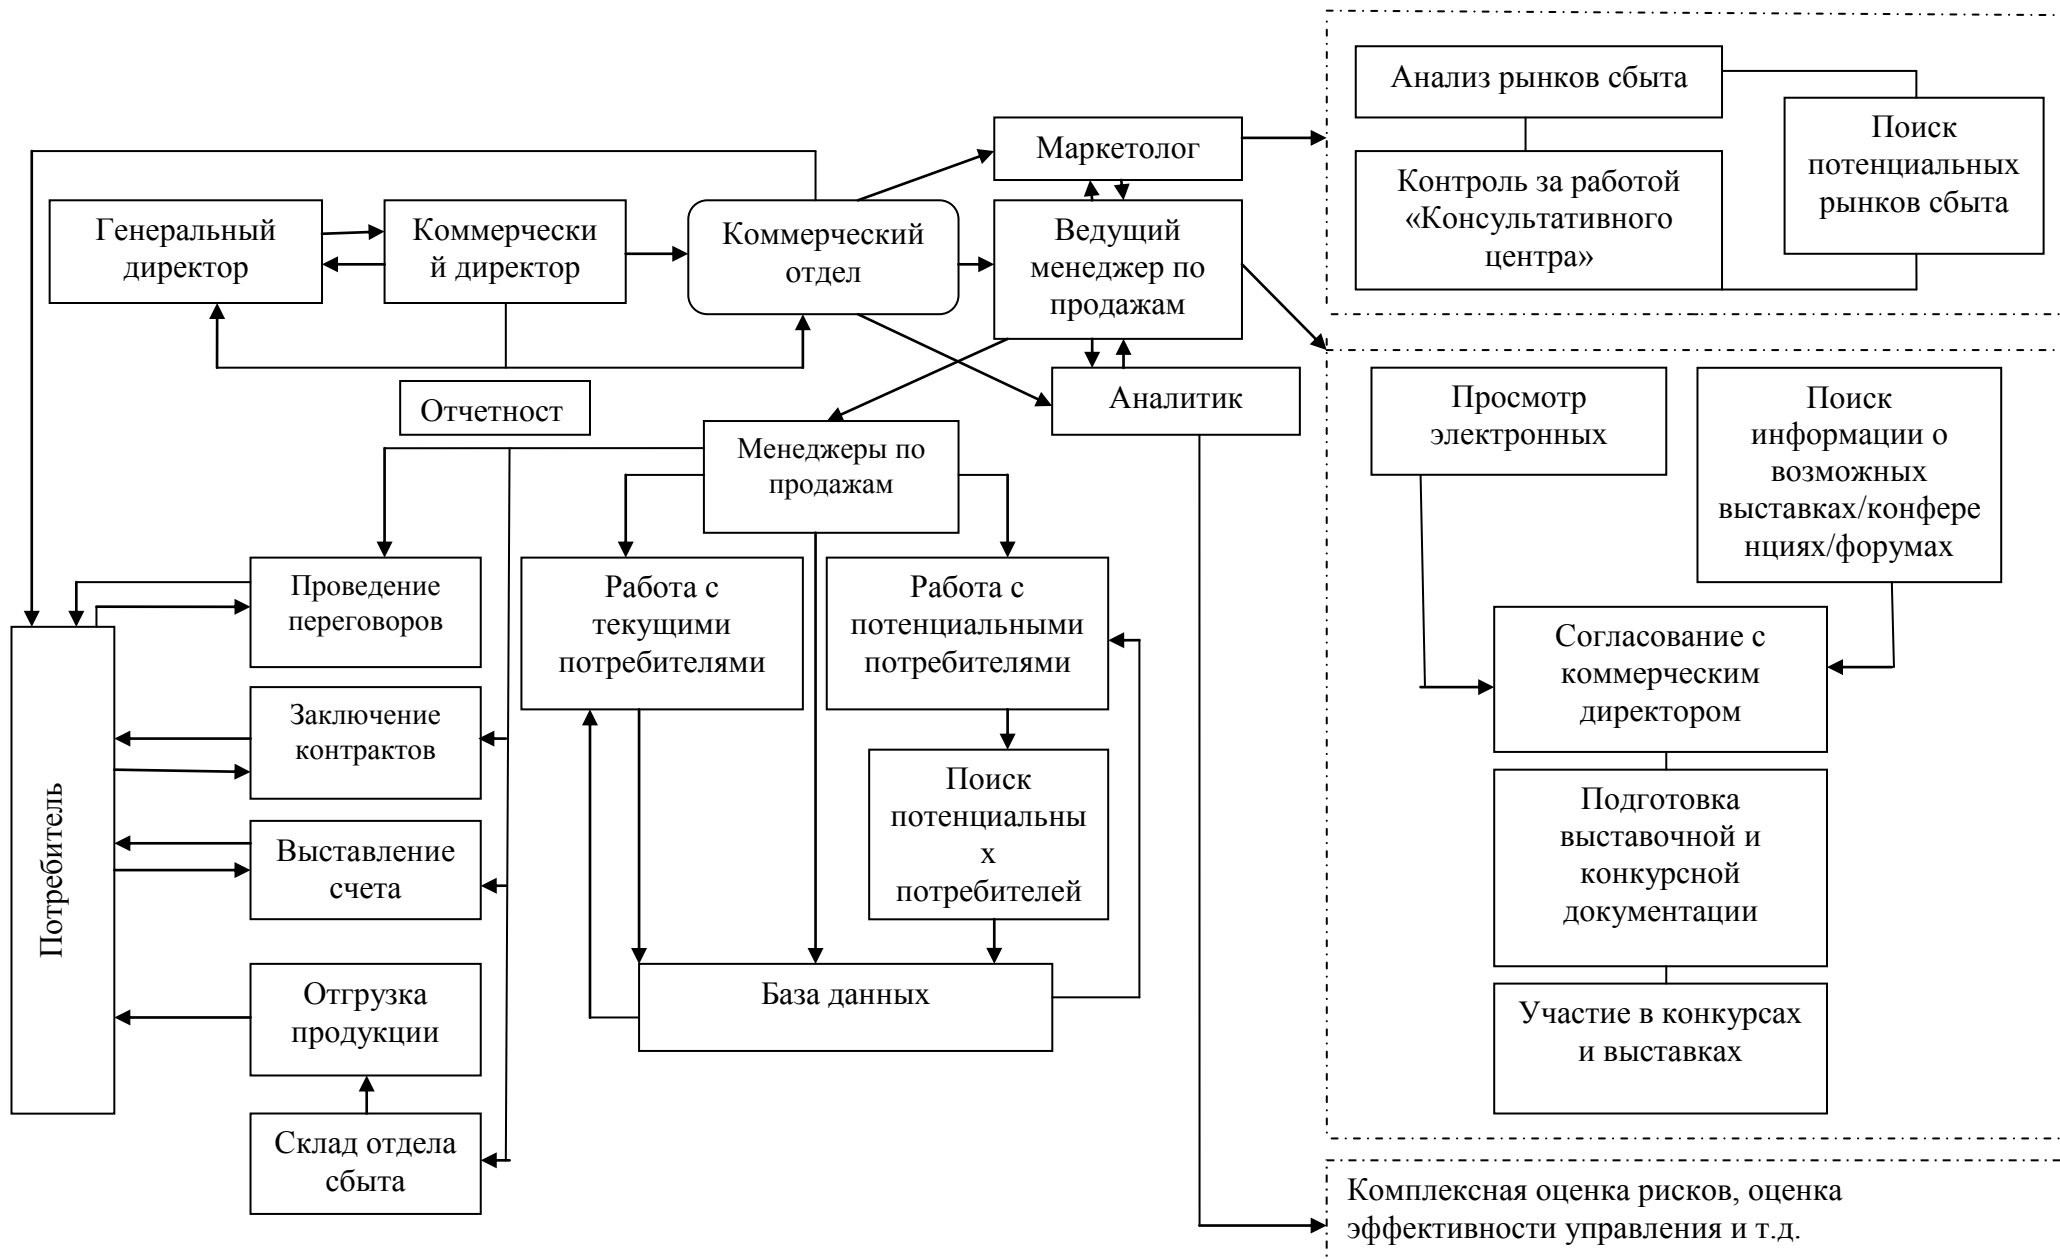 Анализ рынков сбыта
Поиск
потенциальных
рынков сбыта
Контроль за работой
«Консультативного
центра»
Маркетолог
Генеральный
директор
Коммерчески
й директор
Коммерческий
отдел
Ведущий
менеджер по
продажам
Отчетност
Аналитик
Менеджеры по
продажам
Просмотр
электронных
Поиск
информации о
возможных
выставках/конфере
нциях/форумах
Проведение
переговоров
Работа с
текущими
потребителями
Работа с
потенциальными
потребителями
Согласование с
коммерческим
директором
Заключение
контрактов
Поиск
потенциальны
х
потребителей
Подготовка
выставочной и
конкурсной
документации
Потребитель
Выставление
счета
Отгрузка
продукции
База данных
Участие в конкурсах
и выставках
Склад отдела
сбыта
Комплексная оценка рисков, оценка
эффективности управления и т.д.